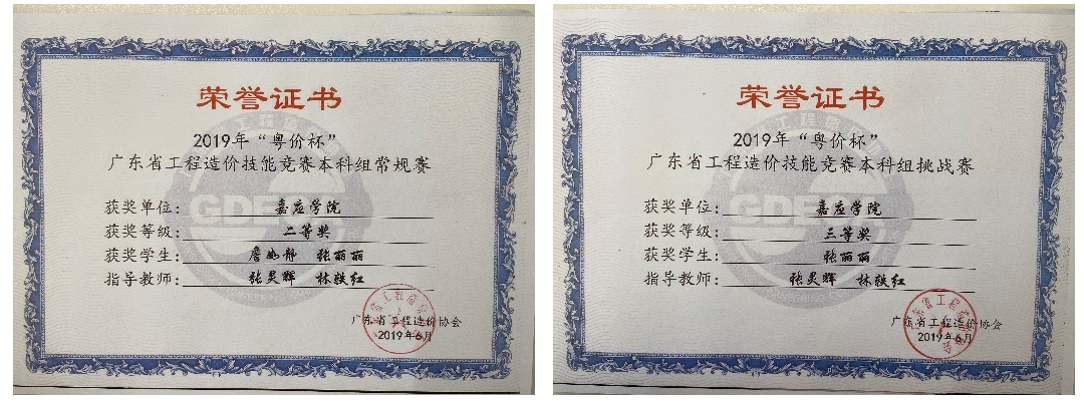 荣誉证书
2019年“粤价杯”
广东省工程造价技能竞赛本科组常规赛
获奖单位：嘉应学院
获奖等级：二等奖
获奖学生：詹如静 张丽丽
指导教师：张炅辉 林轶红
广东省工程造价协会
2019年6月
荣誉证书
2019年“粤价杯”
广东省工程造价技能竞赛本科组挑战赛
获奖单位：嘉应学院
获奖等级：三等奖
获奖学生：张丽丽
指导教师：张炅辉 林轶红
广东省工程造价协会
2019年6月